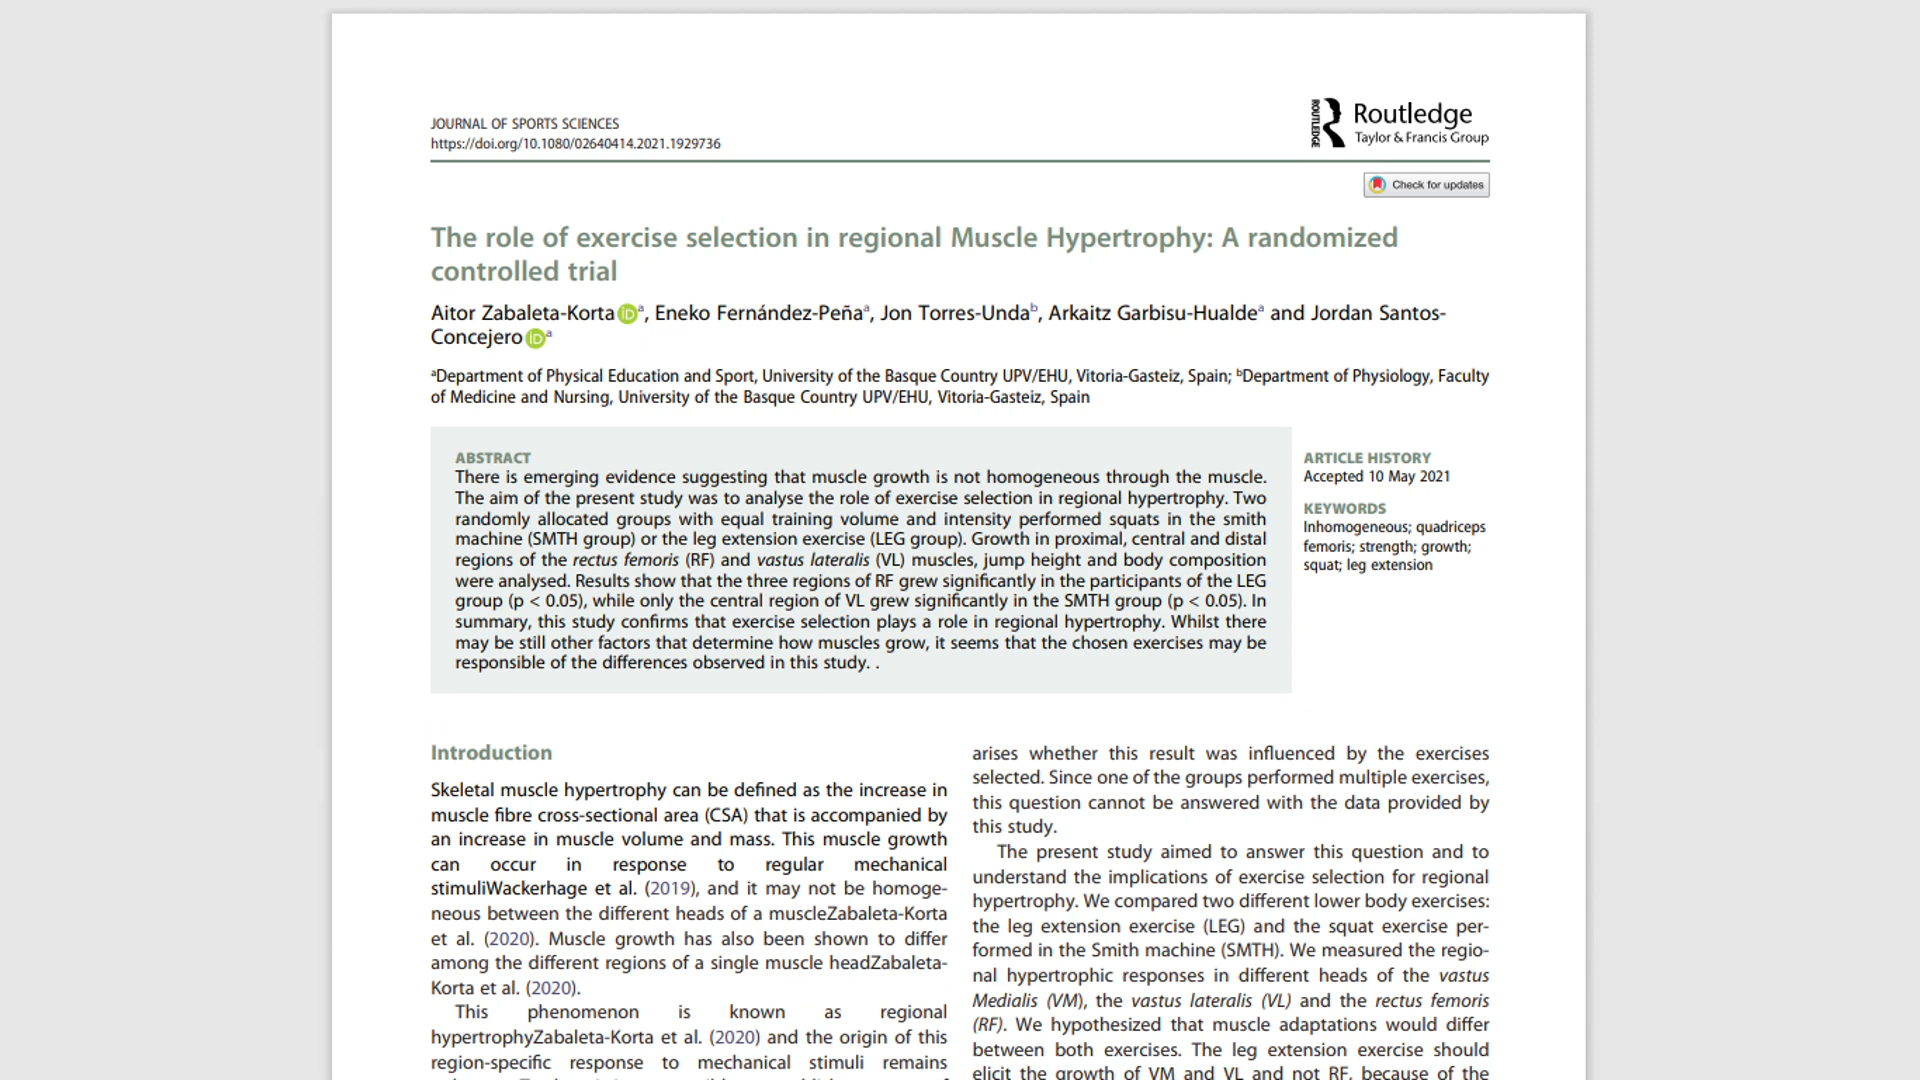 JOURNAL OF SPORTS SCIENCES
https://doi.org/10.1080/02640414.2021.1929736
ROUTLEDGE
Routledge
Taylor & Francis Group
Check for updates
The role of exercise selection in regional Muscle Hypertrophy: A randomized
controlled trial
Aitor Zabaleta-Korta iD a, Eneko Fernández-Peñaa, Jon Torres-Undab, Arkaitz Garbisu-Hualdea and Jordan Santos-
Concejero iD a
aDepartment of Physical Education and Sport, University of the Basque Country UPV/EHU, Vitoria-Gasteiz, Spain; bDepartment of Physiology, Faculty
of Medicine and Nursing, University of the Basque Country UPV/EHU, Vitoria-Gasteiz, Spain
ABSTRACT
There is emerging evidence suggesting that muscle growth is not homogeneous through the muscle.
The aim of the present study was to analyse the role of exercise selection in regional hypertrophy. Two
randomly allocated groups with equal training volume and intensity performed squats in the smith
machine (SMTH group) or the leg extension exercise (LEG group). Growth in proximal, central and distal
regions of the rectus femoris (RF) and vastus lateralis (VL) muscles, jump height and body composition
were analysed. Results show that the three regions of RF grew significantly in the participants of the LEG
group (p < 0.05), while only the central region of VL grew significantly in the SMTH group (p < 0.05). In
summary, this study confirms that exercise selection plays a role in regional hypertrophy. Whilst there
may be still other factors that determine how muscles grow, it seems that the chosen exercises may be
responsible of the differences observed in this study. .
ARTICLE HISTORY
Accepted 10 May 2021
KEYWORDS
Inhomogeneous; quadriceps
femoris; strength; growth;
squat; leg extension
Introduction
Skeletal muscle hypertrophy can be defined as the increase in
muscle fibre cross-sectional area (CSA) that is accompanied by
an increase in muscle volume and mass. This muscle growth
can occur in response to regular mechanical
stimuliWackerhage et al. (2019), and it may not be homoge-
neous between the different heads of a muscleZabaleta-Korta
et al. (2020). Muscle growth has also been shown to differ
among the different regions of a single muscle headZabaleta-
Korta et al. (2020).
This phenomenon is known as regional
hypertrophyZabaleta-Korta et al. (2020) and the origin of this
region-specific response to mechanical stimuli remains
arises whether this result was influenced by the exercises
selected. Since one of the groups performed multiple exercises,
this question cannot be answered with the data provided by
this study.
The present study aimed to answer this question and to
understand the implications of exercise selection for regional
hypertrophy. We compared two different lower body exercises:
the leg extension exercise (LEG) and the squat exercise per-
formed in the Smith machine (SMTH). We measured the regio-
nal hypertrophic responses in different heads of the vastus
Medialis (VM), the vastus lateralis (VL) and the rectus femoris
(RF). We hypothesized that muscle adaptations would differ
between both exercises. The leg extension exercise should
elicit the growth of VM and VL and not RF, because of the